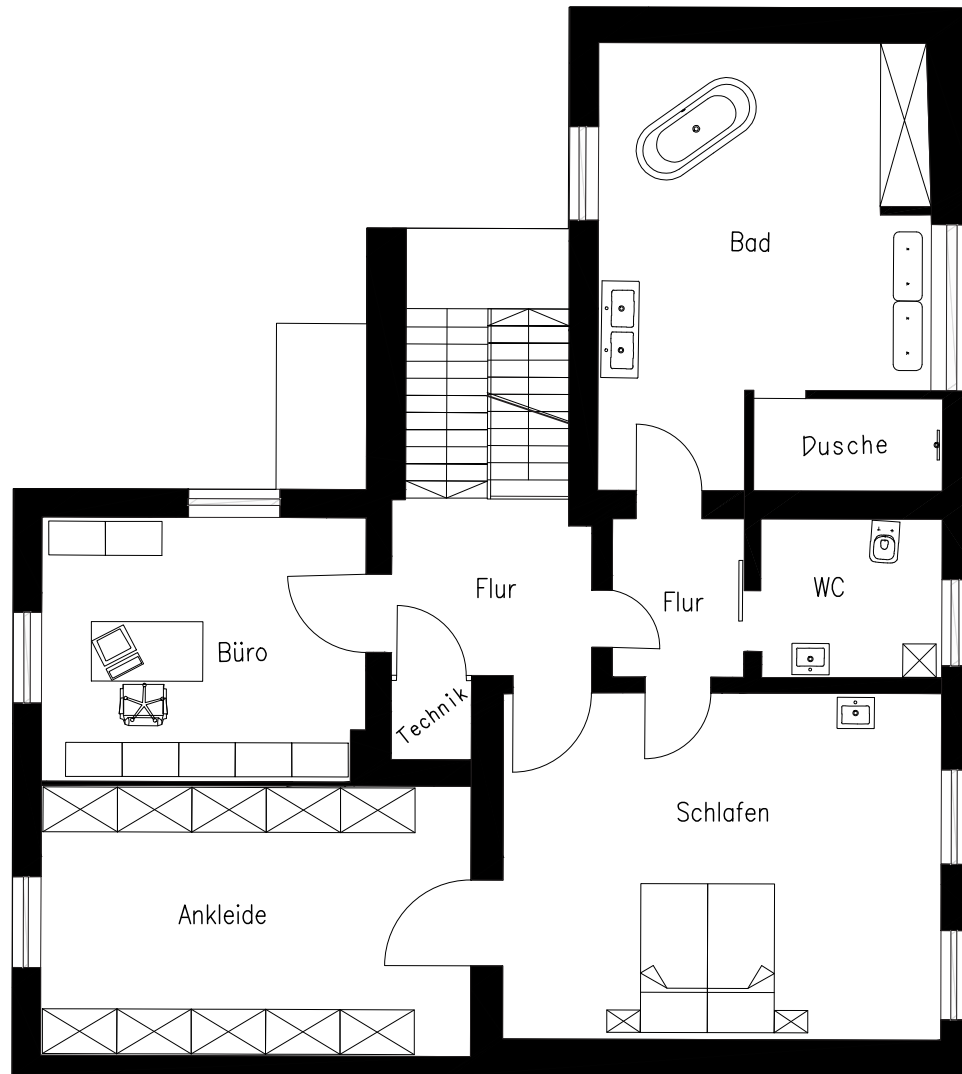 Bad
Dusche
Flur
Flur
WC
Büro
Technik
Schlafen
Ankleide